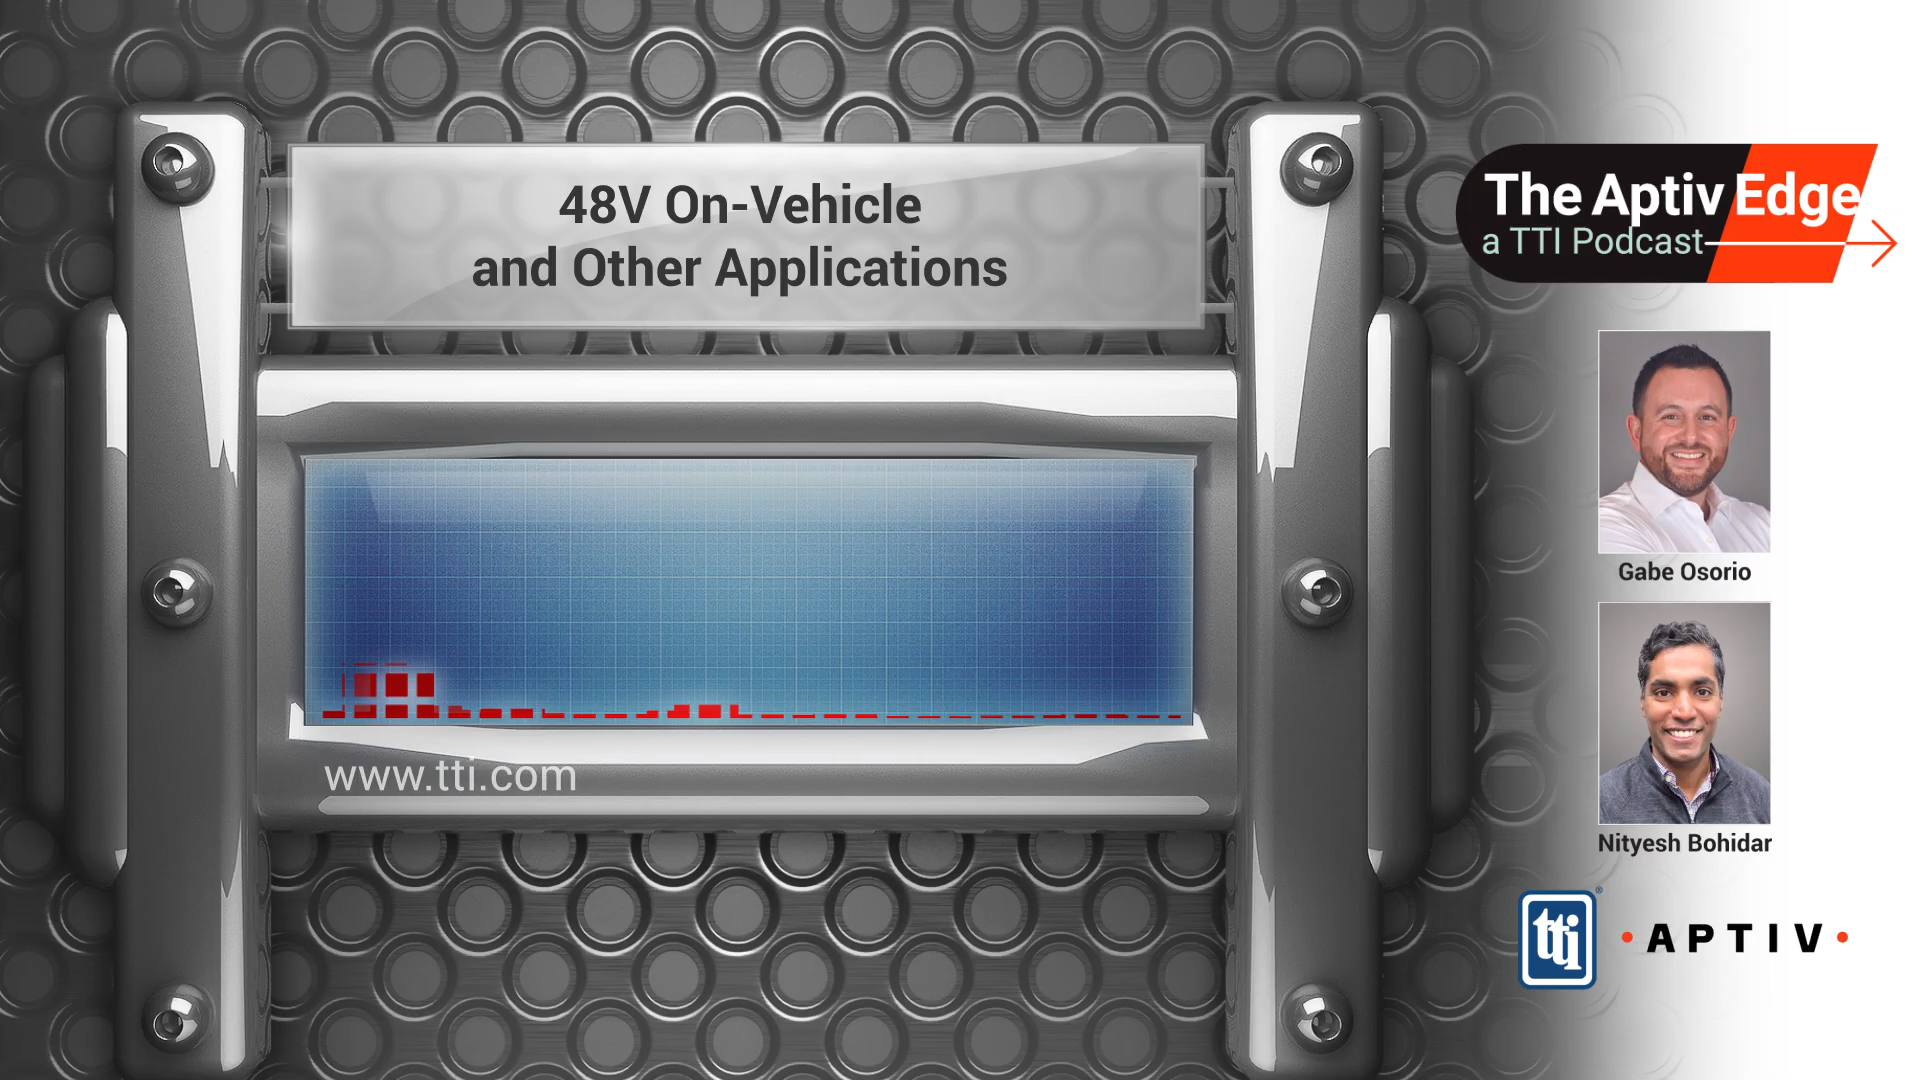 48V On-Vehicle
and Other Applications
The Aptiv Edge
a TTI Podcast
Gabe Osorio
Nityesh Bohidar
www.tti.com
tti®
• APTIV •